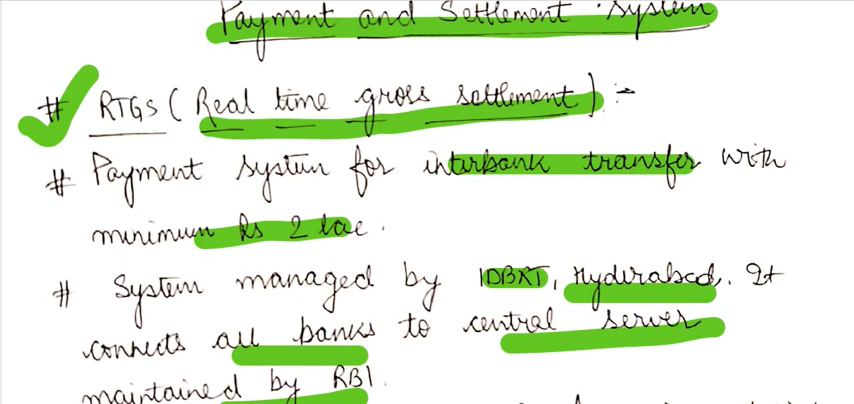 Payment and Settlement System
# RTGS ( Real time gross settlement ) :-
# Payment system for interbank transfer with
minimum Rs 2 lac.
# System managed by IDBRT, Hyderabad. It
connects all banks to central server
maintained by RBI.